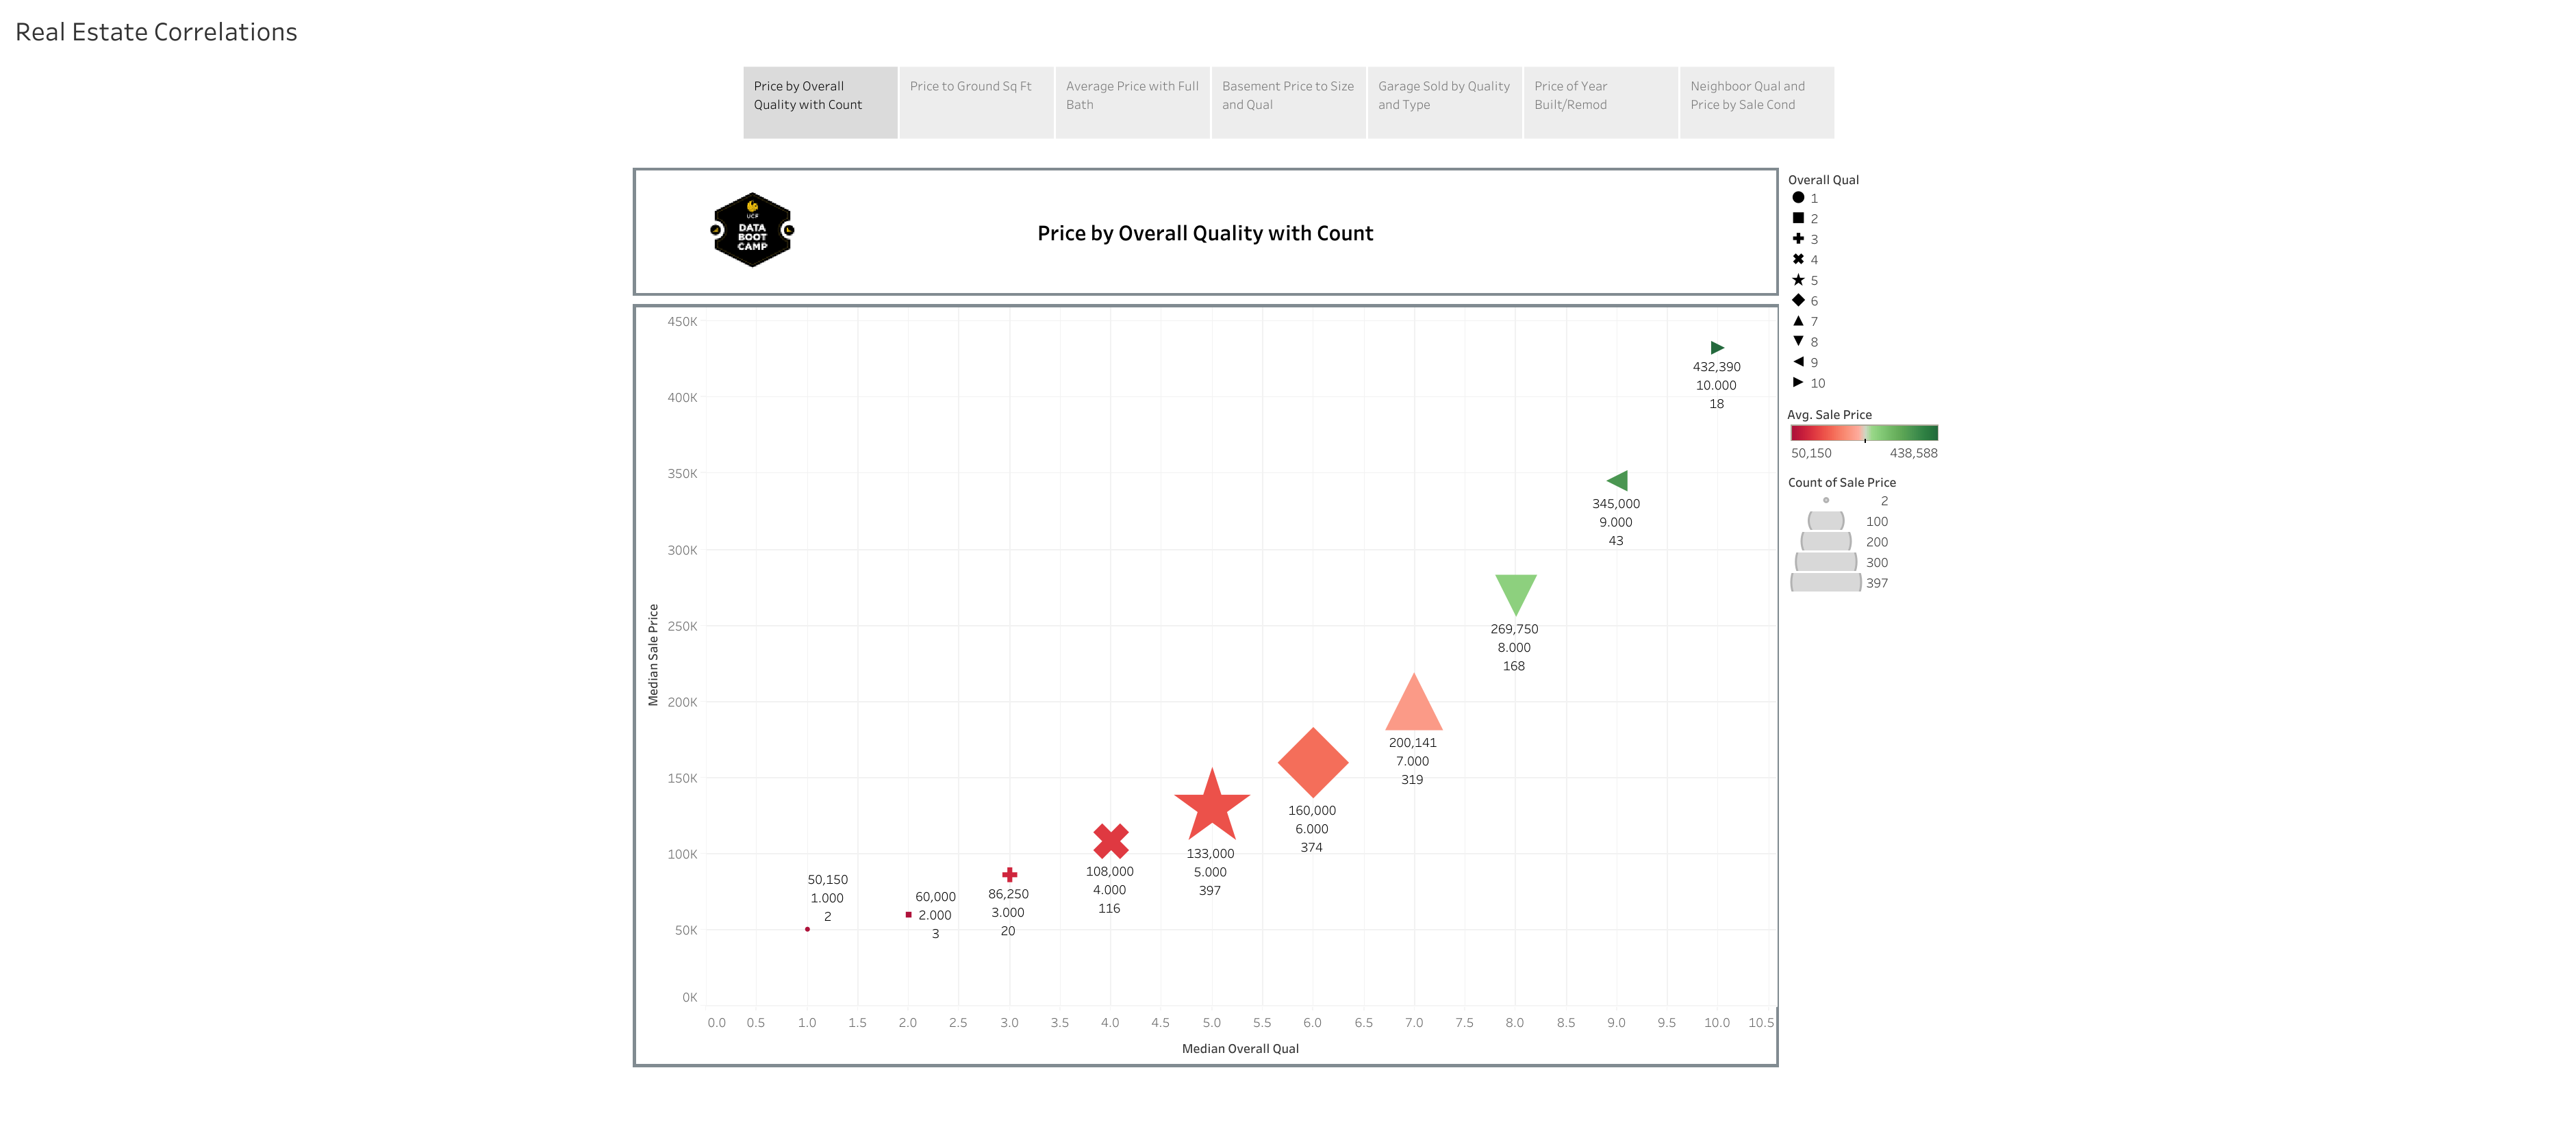 Real Estate Correlations
Price by Overall
Quality with Count
Price to Ground Sq Ft
Average Price with Full
Bath
Basement Price to Size
and Qual
Garage Sold by Quality
and Type
Price of Year
Built/Remod
Neighboor Qual and
Price by Sale Cond
UCF
DATA
BOOT
CAMP
Price by Overall Quality with Count
Overall Qual
1
2
3
4
5
6
7
8
9
10
Avg. Sale Price
50,150 438,588
Count of Sale Price
2
100
200
300
397
Median Sale Price
450K
400K
350K
300K
250K
200K
150K
100K
50K
0K
432,390
10.000
18
345,000
9.000
43
269,750
8.000
168
200,141
7.000
319
160,000
6.000
374
133,000
5.000
397
108,000
4.000
116
86,250
3.000
20
60,000
2.000
3
50,150
1.000
2
0.0 0.5 1.0 1.5 2.0 2.5 3.0 3.5 4.0 4.5 5.0 5.5 6.0 6.5 7.0 7.5 8.0 8.5 9.0 9.5 10.0 10.5
Median Overall Qual